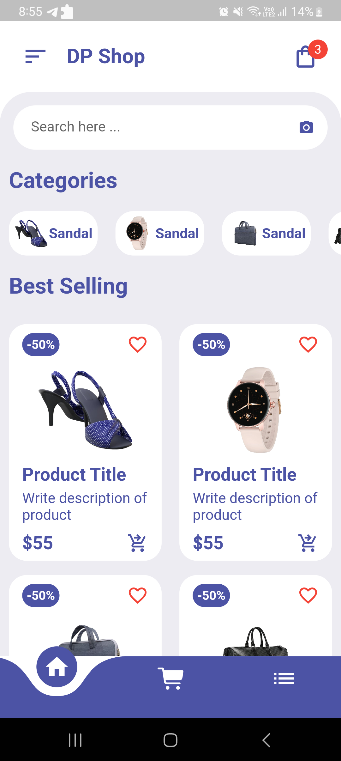 8:55
14%
DP Shop
3
Search here ...
Categories
Sandal
Sandal
Sandal
Best Selling
-50%
-50%
Product Title
Product Title
Write description of
product
Write description of
product
$55
$55
-50%
-50%